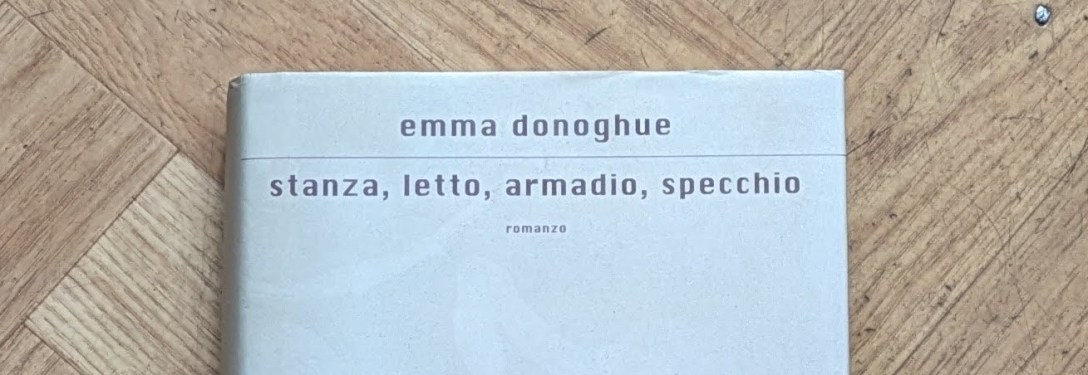 emma donoghue
stanza, letto, armadio, specchio
romanzo